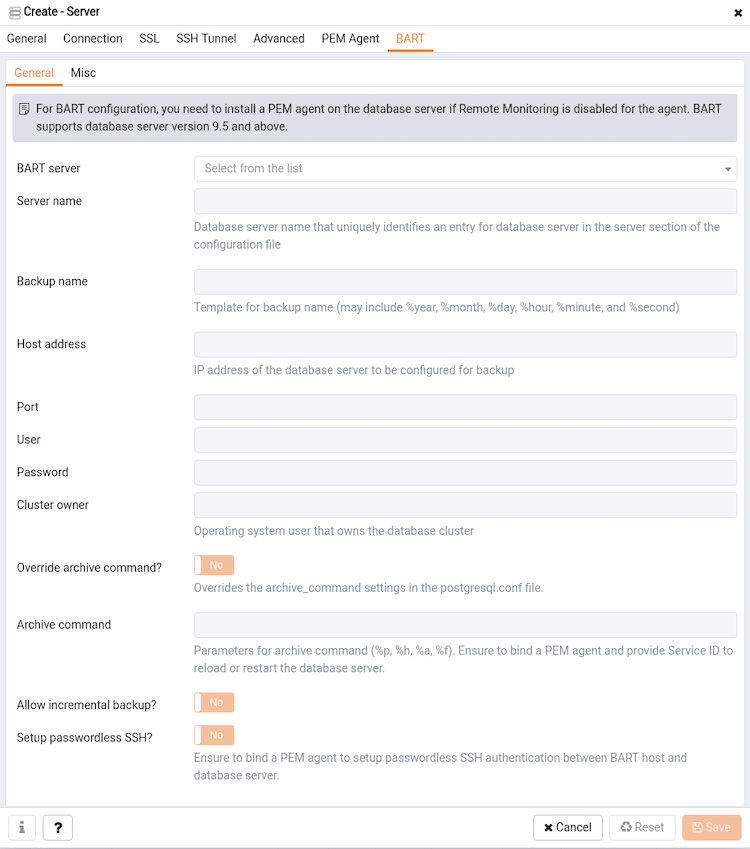 Create - Server
General Connection SSL SSH Tunnel Advanced PEM Agent BART
General Misc
For BART configuration, you need to install a PEM agent on the database server if Remote Monitoring is disabled for the agent. BART
supports database server version 9.5 and above.
BART server Select from the list
Server name
Database server name that uniquely identifies an entry for database server in the server section of the
configuration file
Backup name
Template for backup name (may include %year, %month, %day, %hour, %minute, and %second)
Host address
IP address of the database server to be configured for backup
Port
User
Password
Cluster owner
Operating system user that owns the database cluster
Override archive command? No
Overrides the archive_command settings in the postgresql.conf file.
Archive command
Parameters for archive command (%p, %h, %a, %f). Ensure to bind a PEM agent and provide Service ID to
reload or restart the database server.
Allow incremental backup? No
Setup passwordless SSH? No
Ensure to bind a PEM agent to setup passwordless SSH authentication between BART host and
database server.
i ? Cancel Reset Save